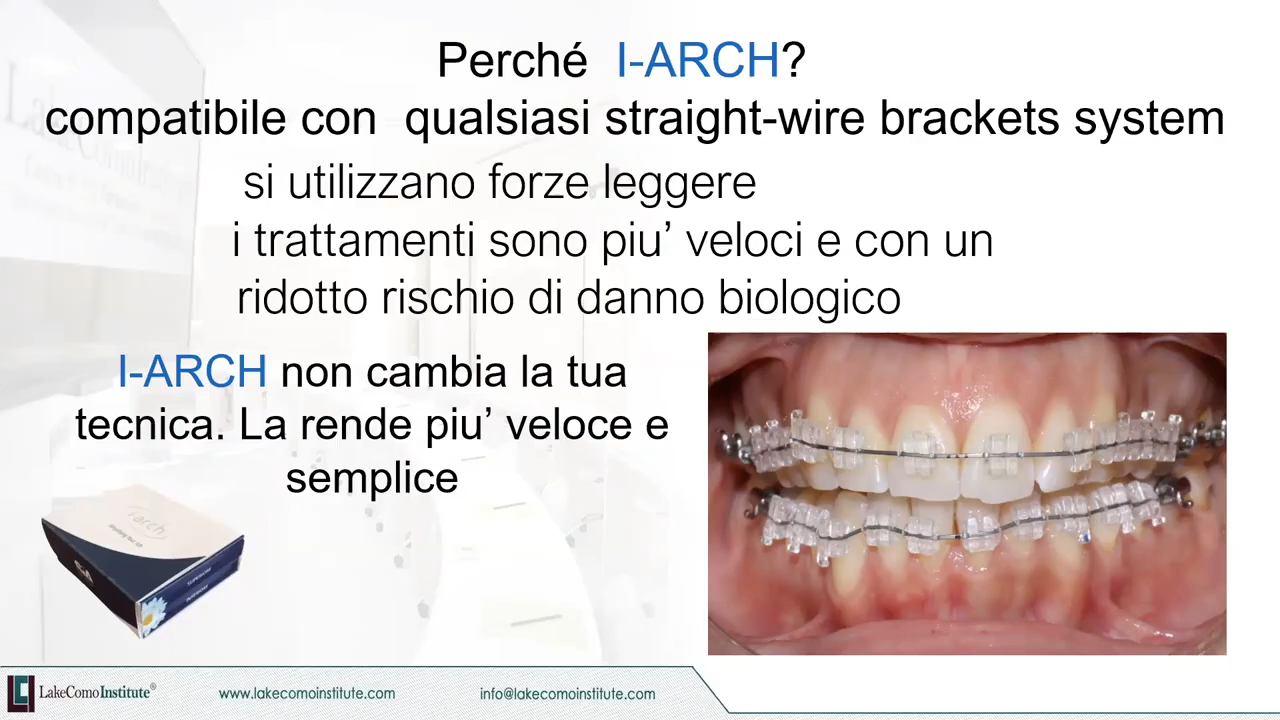 Perché I-ARCH?
compatibile con qualsiasi straight-wire brackets system
si utilizzano forze leggere
i trattamenti sono piu’ veloci e con un
ridotto rischio di danno biologico
I-ARCH non cambia la tua
tecnica. La rende piu’ veloce e
semplice
i-arch
LakeComoInstitute®
www.lakecomoinstitute.com
info@lakecomoinstitute.com